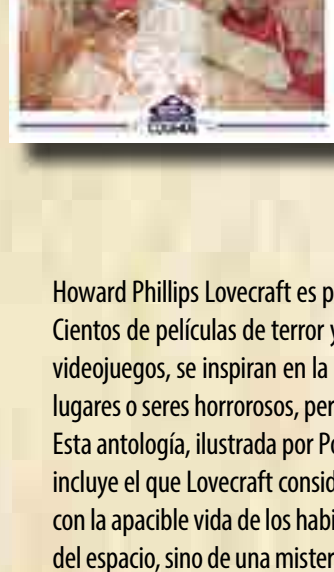 Howard Phillips Lovecraft es p
Cientos de películas de terror y
videojuegos, se inspiran en la
lugares o seres horrorosos, per
Esta antología, ilustrada por Po
incluye el que Lovecraft consid
con la apacible vida de los habi
del espacio, sino de una mister